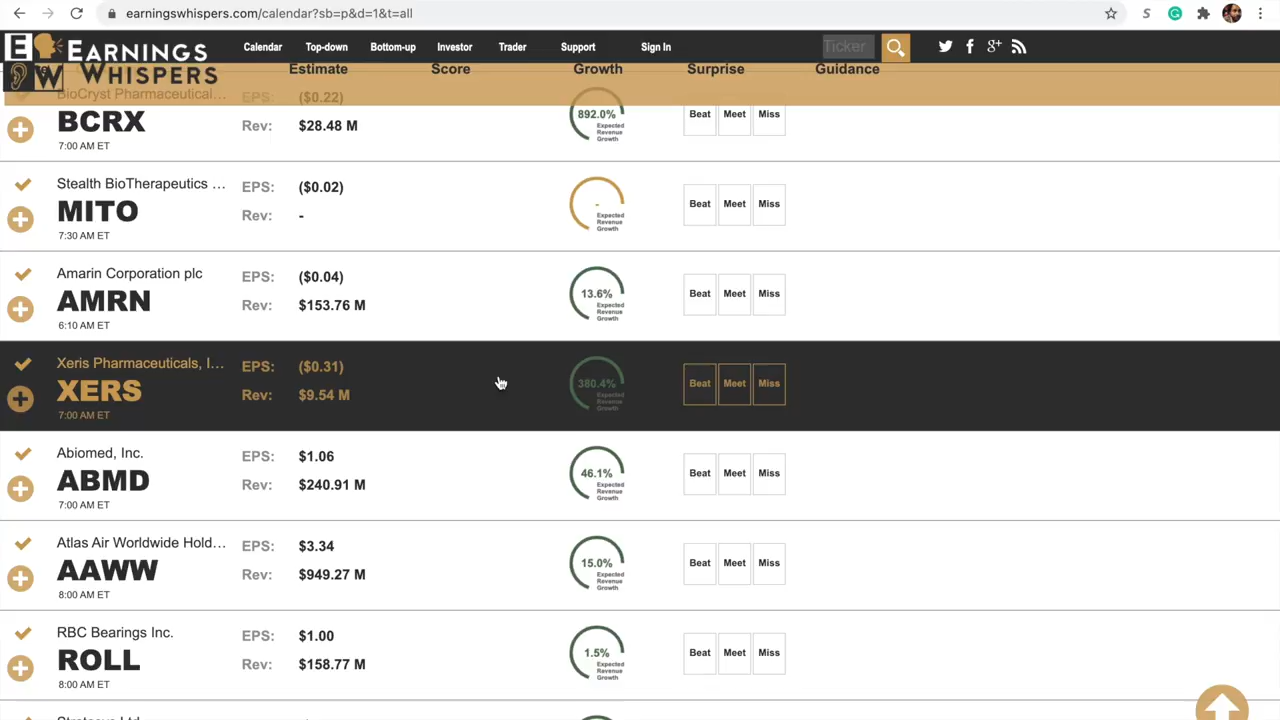 earningswhispers.com/calendar?sb=p&d=1&t=all
EARNINGS WHISPERS
Calendar Top-down Bottom-up Investor Trader Support Sign In Ticker
Estimate Score Growth Surprise Guidance
BioCryst Pharmaceutical... EPS: ($0.22)
BCRX Rev: $28.48 M 892.0% Expected Revenue Growth Beat Meet Miss
7:00 AM ET
Stealth BioTherapeutics ... EPS: ($0.02)
MITO Rev: - - Expected Revenue Growth Beat Meet Miss
7:30 AM ET
Amarin Corporation plc EPS: ($0.04)
AMRN Rev: $153.76 M 13.6% Expected Revenue Growth Beat Meet Miss
6:10 AM ET
Xeris Pharmaceuticals, I... EPS: ($0.31)
XERS Rev: $9.54 M 380.4% Expected Revenue Growth Beat Meet Miss
7:00 AM ET
Abiomed, Inc. EPS: $1.06
ABMD Rev: $240.91 M 46.1% Expected Revenue Growth Beat Meet Miss
7:00 AM ET
Atlas Air Worldwide Hold... EPS: $3.34
AAWW Rev: $949.27 M 15.0% Expected Revenue Growth Beat Meet Miss
8:00 AM ET
RBC Bearings Inc. EPS: $1.00
ROLL Rev: $158.77 M 1.5% Expected Revenue Growth Beat Meet Miss
8:00 AM ET